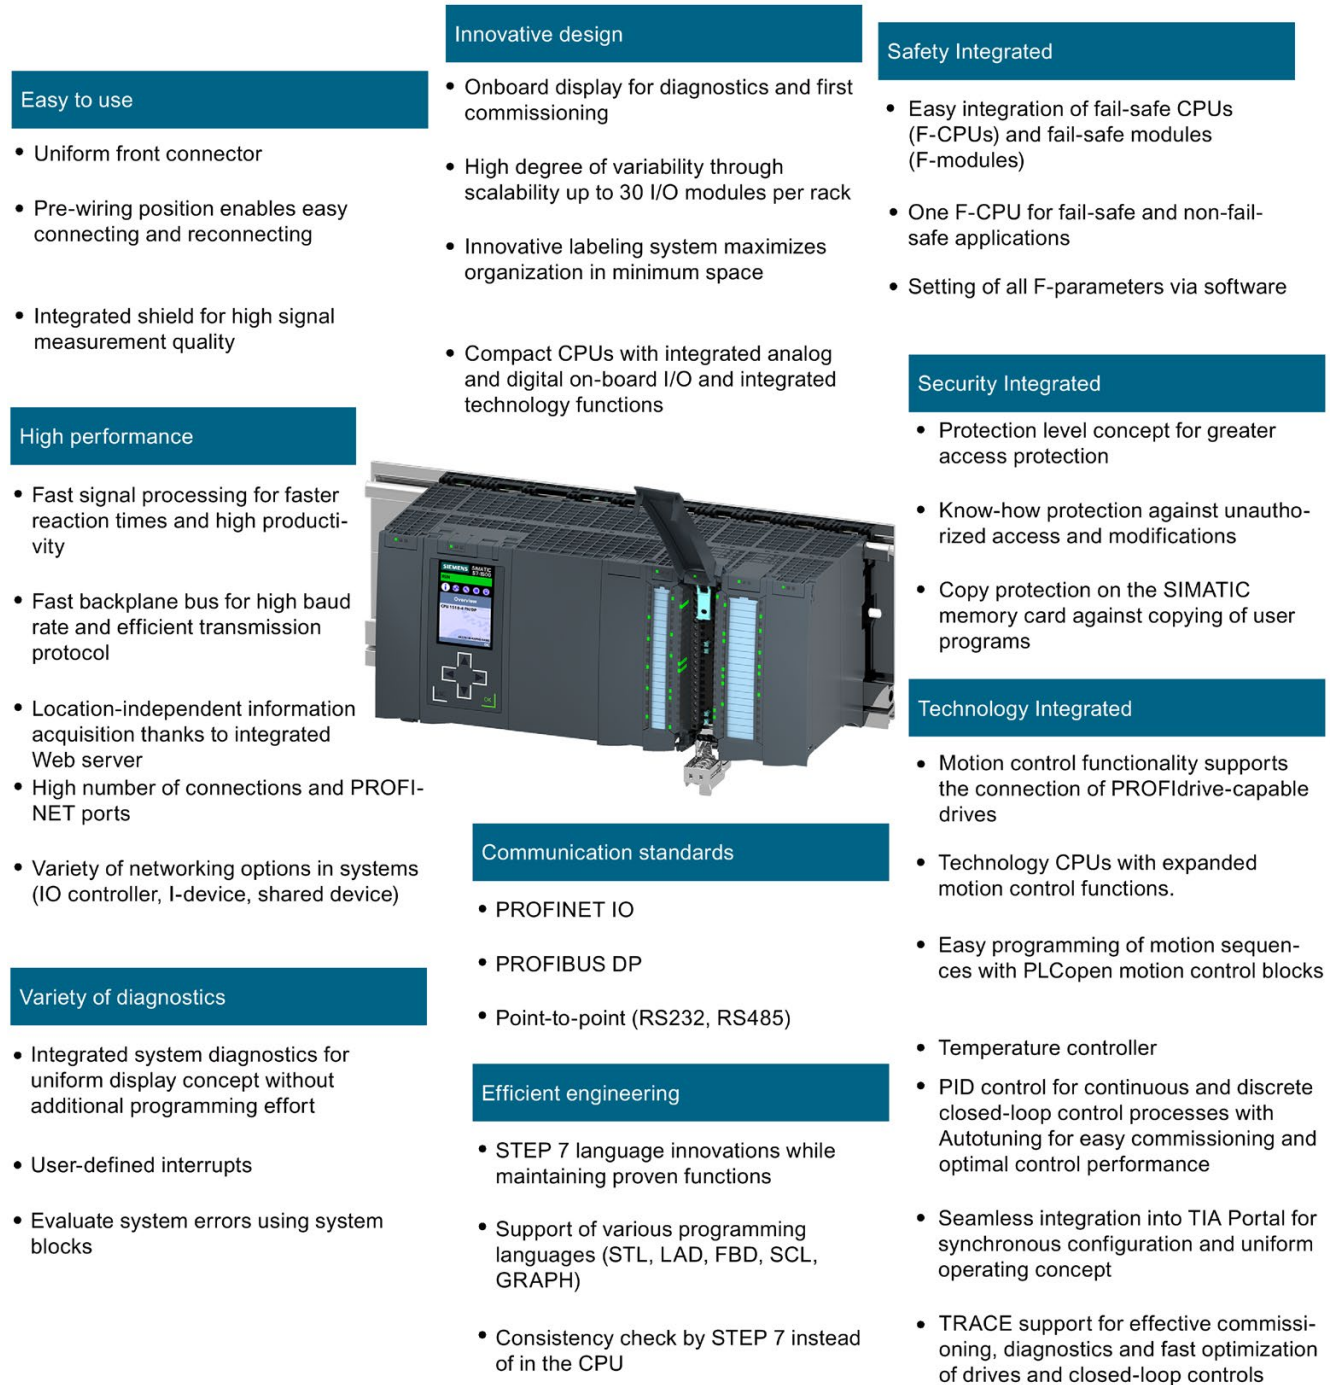 Innovative design
Onboard display for diagnostics and first
commissioning
High degree of variability through
scalability up to 30 I/O modules per rack
Innovative labeling system maximizes
organization in minimum space
Compact CPUs with integrated analog
and digital on-board I/O and integrated
technology functions
Safety Integrated
Easy integration of fail-safe CPUs
(F-CPUs) and fail-safe modules
(F-modules)
One F-CPU for fail-safe and non-fail-
safe applications
Setting of all F-parameters via software
Easy to use
Uniform front connector
Pre-wiring position enables easy
connecting and reconnecting
Integrated shield for high signal
measurement quality
Security Integrated
Protection level concept for greater
access protection
Know-how protection against unautho-
rized access and modifications
Copy protection on the SIMATIC
memory card against copying of user
programs
High performance
Fast signal processing for faster
reaction times and high producti-
vity
Fast backplane bus for high baud
rate and efficient transmission
protocol
Location-independent information
acquisition thanks to integrated
Web server
High number of connections and PROFI-
NET ports
Variety of networking options in systems
(IO controller, I-device, shared device)
SIEMENS
SIMATIC
S7-1500
Overview
OK
Technology Integrated
Motion control functionality supports
the connection of PROFIdrive-capable
drives
Technology CPUs with expanded
motion control functions.
Easy programming of motion sequen-
ces with PLCopen motion control blocks
Temperature controller
PID control for continuous and discrete
closed-loop control processes with
Autotuning for easy commissioning and
optimal control performance
Seamless integration into TIA Portal for
synchronous configuration and uniform
operating concept
TRACE support for effective commissi-
oning, diagnostics and fast optimization
of drives and closed-loop controls
Communication standards
PROFINET IO
PROFIBUS DP
Point-to-point (RS232, RS485)
Variety of diagnostics
Integrated system diagnostics for
uniform display concept without
additional programming effort
User-defined interrupts
Evaluate system errors using system
blocks
Efficient engineering
STEP 7 language innovations while
maintaining proven functions
Support of various programming
languages (STL, LAD, FBD, SCL,
GRAPH)
Consistency check by STEP 7 instead
of in the CPU